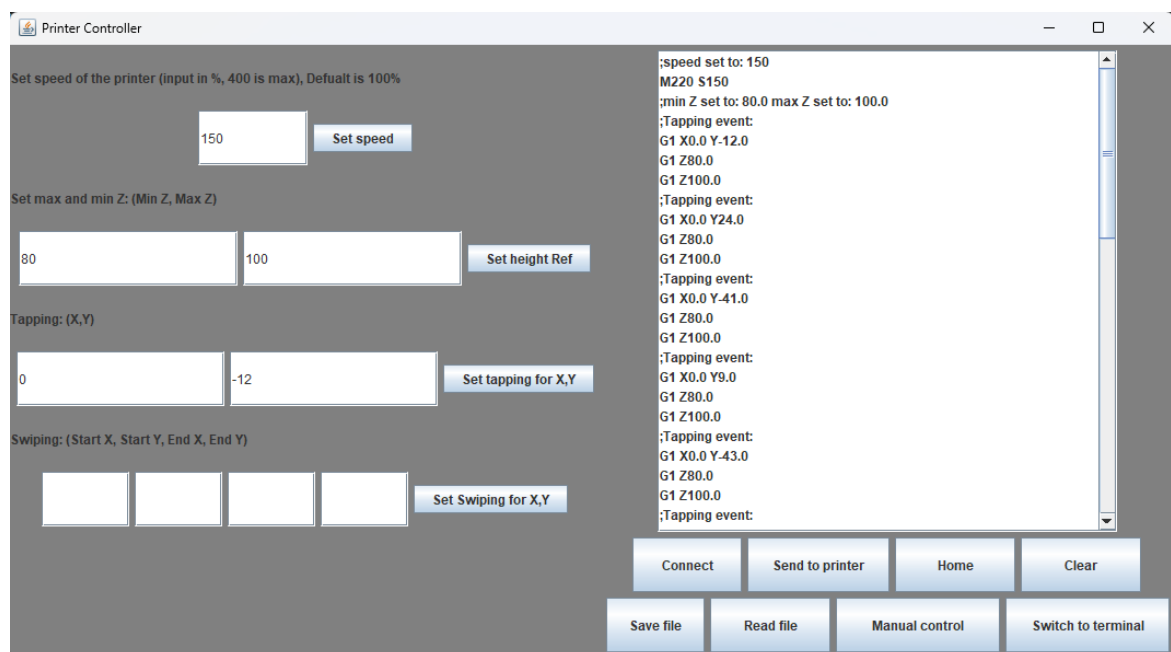 Printer Controller
Set speed of the printer (input in %, 400 is max), Defualt is 100%
150
Set speed
Set max and min Z: (Min Z, Max Z)
80
100
Set height Ref
Tapping: (X,Y)
0
-12
Set tapping for X,Y
Swiping: (Start X, Start Y, End X, End Y)
Set Swiping for X,Y
;speed set to: 150
M220 S150
;min Z set to: 80.0 max Z set to: 100.0
;Tapping event:
G1 X0.0 Y-12.0
G1 Z80.0
G1 Z100.0
;Tapping event:
G1 X0.0 Y24.0
G1 Z80.0
G1 Z100.0
;Tapping event:
G1 X0.0 Y-41.0
G1 Z80.0
G1 Z100.0
;Tapping event:
G1 X0.0 Y9.0
G1 Z80.0
G1 Z100.0
;Tapping event:
G1 X0.0 Y-43.0
G1 Z80.0
G1 Z100.0
;Tapping event:
Connect
Send to printer
Home
Clear
Save file
Read file
Manual control
Switch to terminal